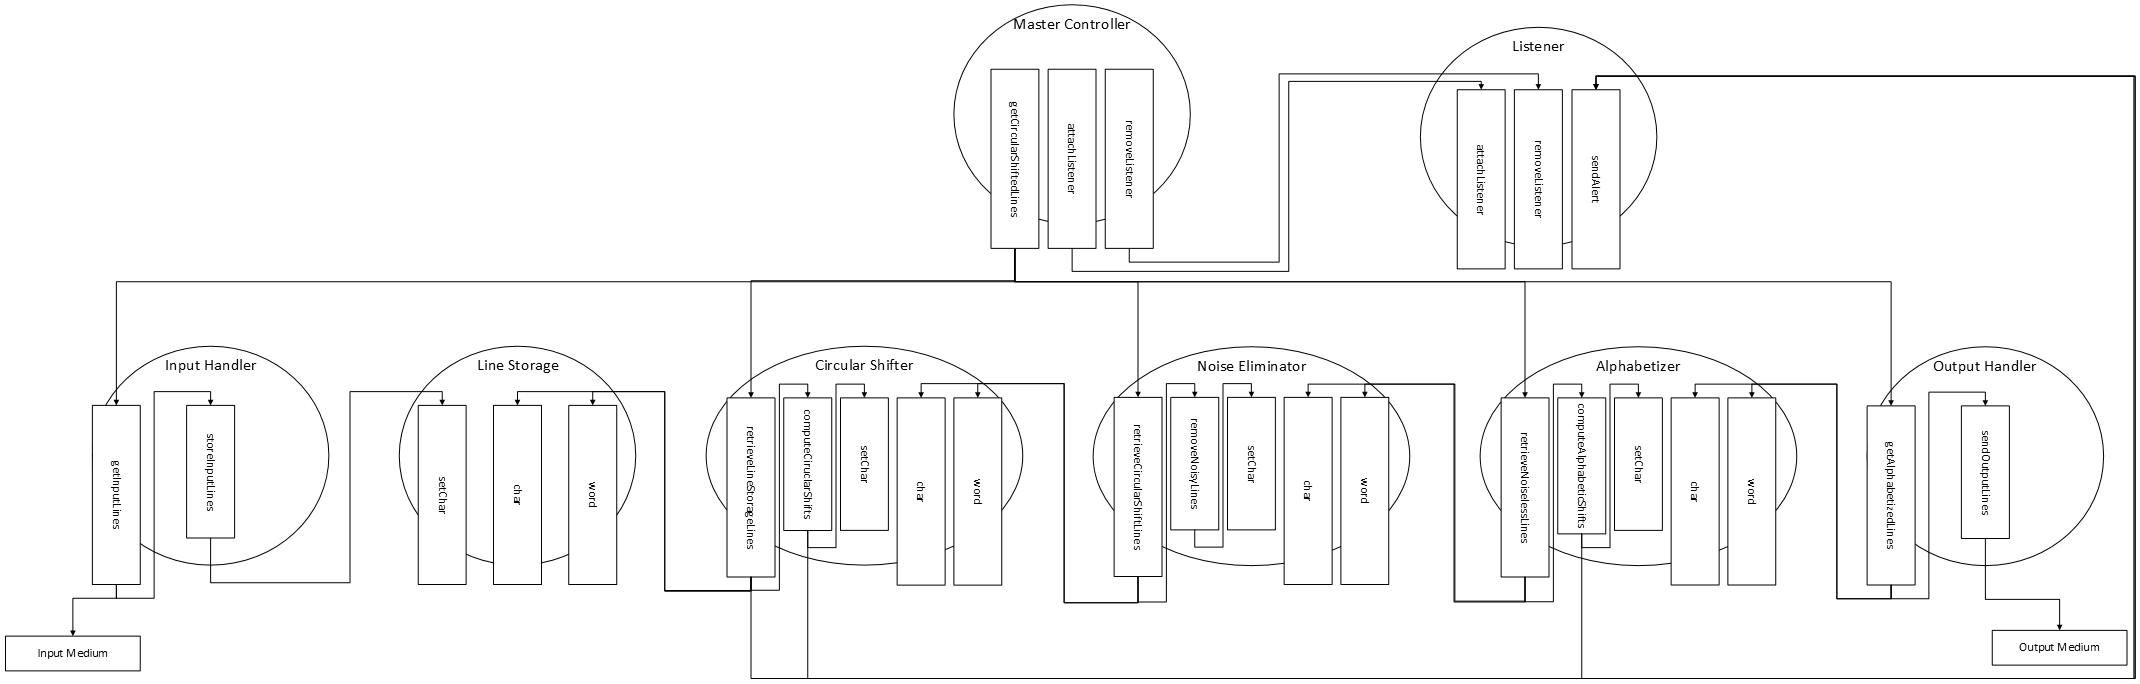 Master Controller
getCircularShiftedLines
attachListener
removeListener
Listener
attachListener
removeListener
sendAlert
Input Handler
getInputLines
storeInputLines
Line Storage
setChar
char
word
Circular Shifter
retrieveLineStorageLines
computeCiruclarShifts
setChar
char
word
Noise Eliminator
retrieveCircularShiftLines
removeNoisyLines
setChar
char
word
Alphabetizer
retrieveNoiselessLines
computeAlphabeticShifts
setChar
char
word
Output Handler
getAlphabetizedLines
sendOutputLines
Input Medium
Output Medium